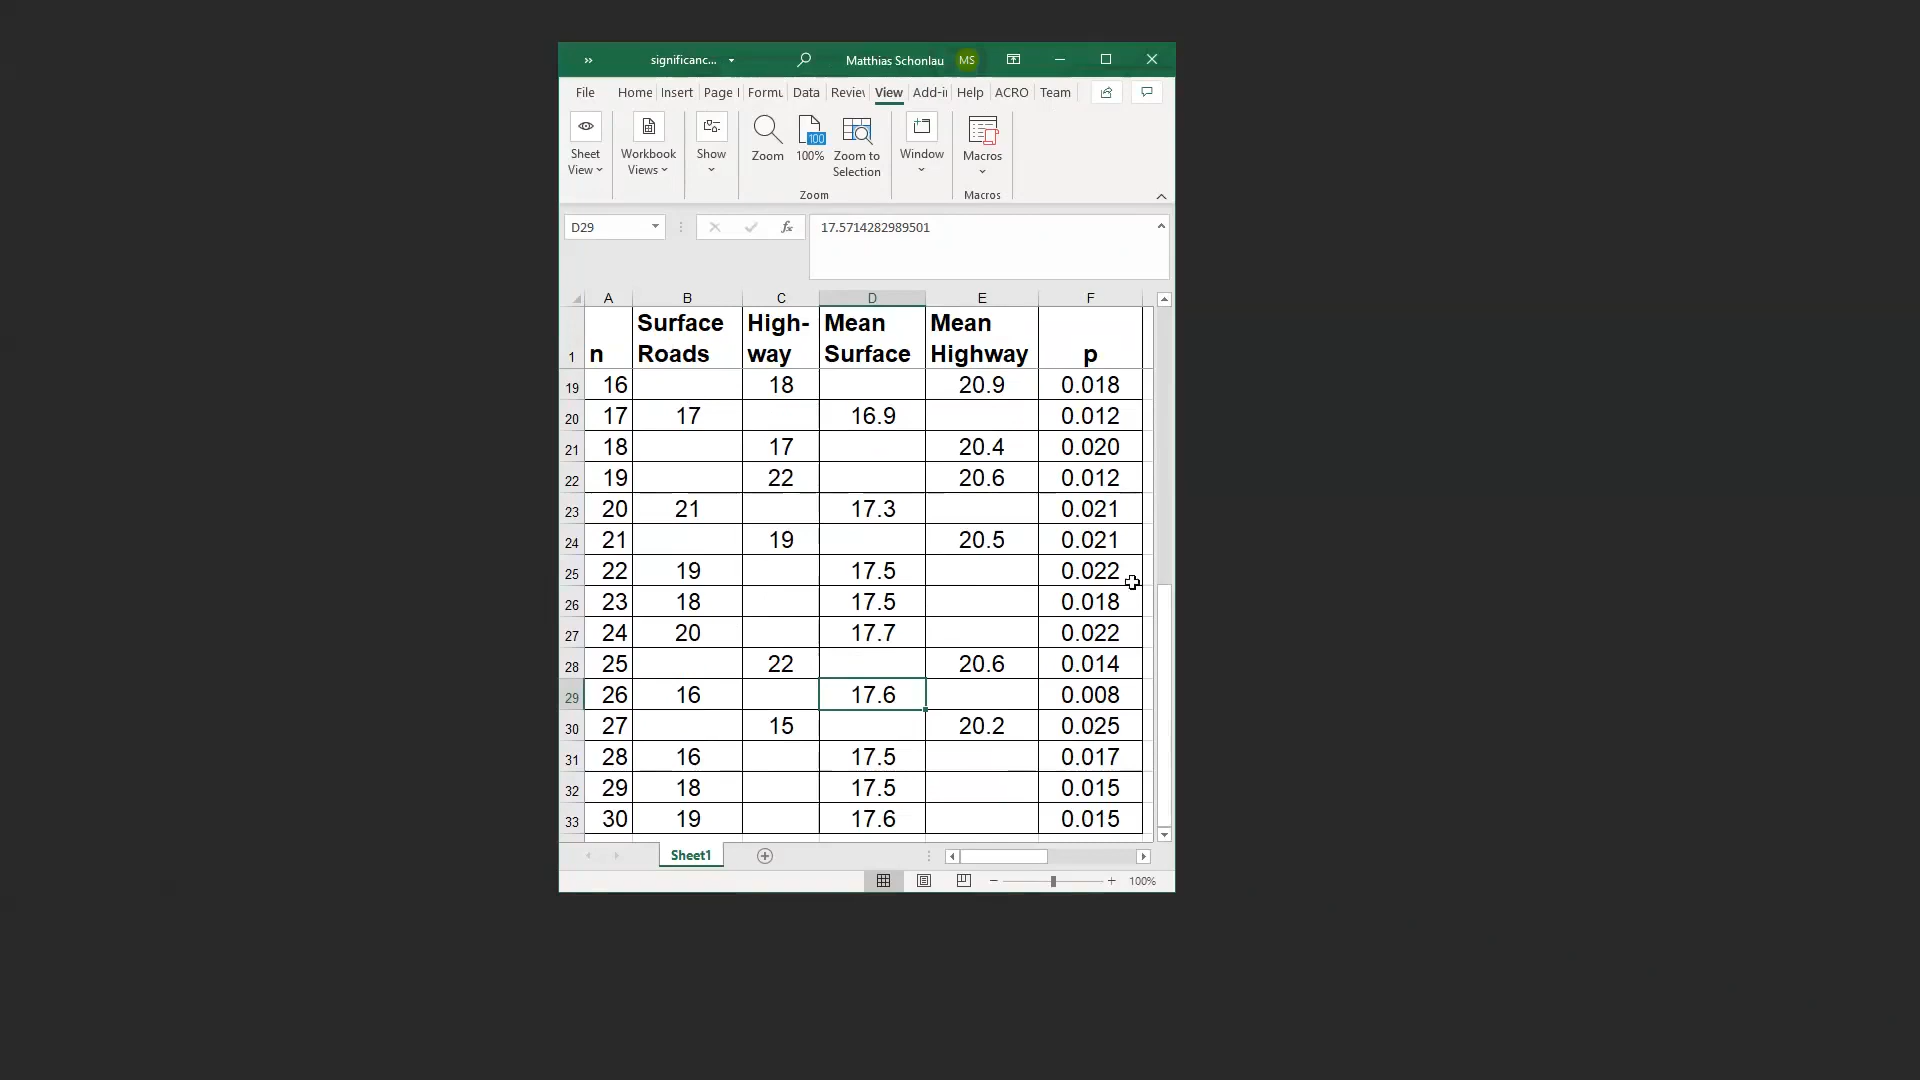 » significanc... Matthias Schonlau MS
File Home Insert Page Formu Data Review View Add-i Help ACRO Team
Sheet View Workbook Views Show Zoom 100 100% Zoom to Selection Window Macros
Zoom Macros
D29 fx 17.5714282989501
A B C D E F
1 n Surface Roads High-way Mean Surface Mean Highway p
19 16 18 20.9 0.018
20 17 17 16.9 0.012
21 18 17 20.4 0.020
22 19 22 20.6 0.012
23 20 21 17.3 0.021
24 21 19 20.5 0.021
25 22 19 17.5 0.022
26 23 18 17.5 0.018
27 24 20 17.7 0.022
28 25 22 20.6 0.014
29 26 16 17.6 0.008
30 27 15 20.2 0.025
31 28 16 17.5 0.017
32 29 18 17.5 0.015
33 30 19 17.6 0.015
Sheet1
100%